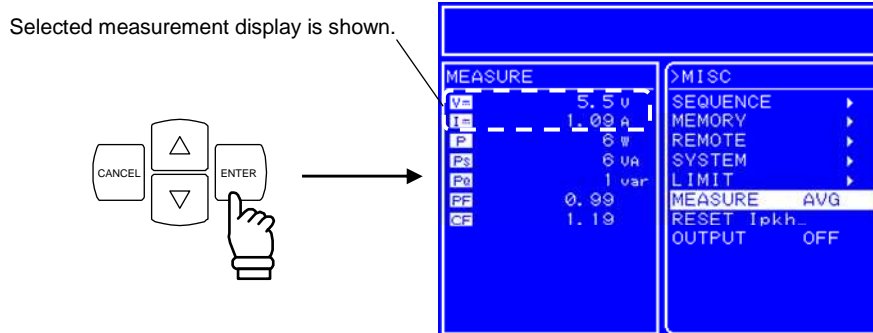 Selected measurement display is shown.
CANCEL
ENTER
MEASURE
V= 5.5 V
I= 1.09 A
P 6 W
Ps 6 VA
PQ 1 var
PF 0.99
CF 1.19
>MISC
SEQUENCE
MEMORY
REMOTE
SYSTEM
LIMIT
MEASURE AVG
RESET Ipkh_
OUTPUT OFF